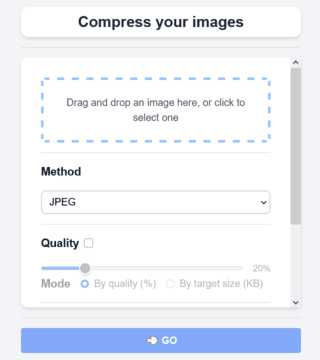 Compress your images
Drag and drop an image here, or click to
select one
Method
JPEG
Quality
20%
Mode By quality (%) By target size (KB)
GO